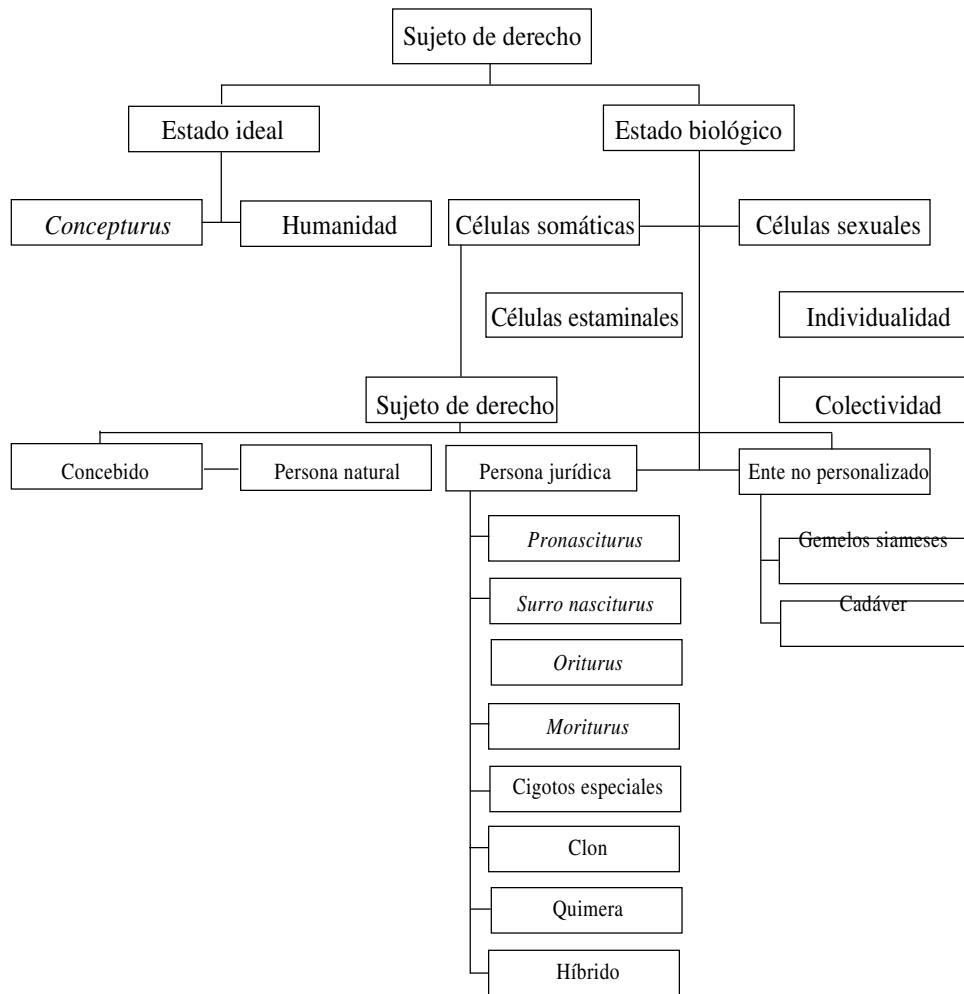 Sujeto de derecho
Estado ideal
Estado biológico
Concepturus
Humanidad
Células somáticas
Células sexuales
Células estaminales
Individualidad
Sujeto de derecho
Colectividad
Concebido
Persona natural
Persona jurídica
Ente no personalizado
Pronasciturus
Gemelos siameses
Surro nasciturus
Cadáver
Oriturus
Moriturus
Cigotos especiales
Clon
Quimera
Híbrido